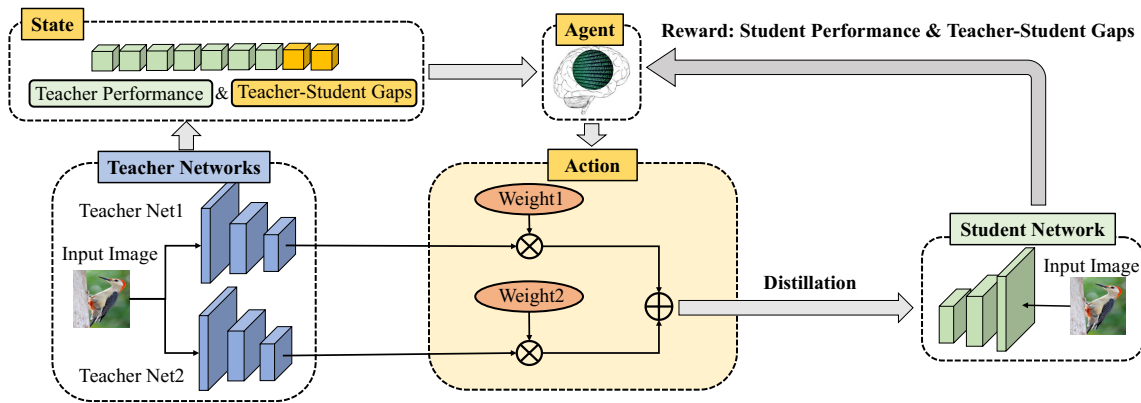 State
Agent
Reward: Student Performance & Teacher-Student Gaps
Teacher Performance & Teacher-Student Gaps
Teacher Networks
Action
Teacher Net1
Weight1
Input Image
Student Network
Input Image
Weight2
Distillation
Teacher Net2